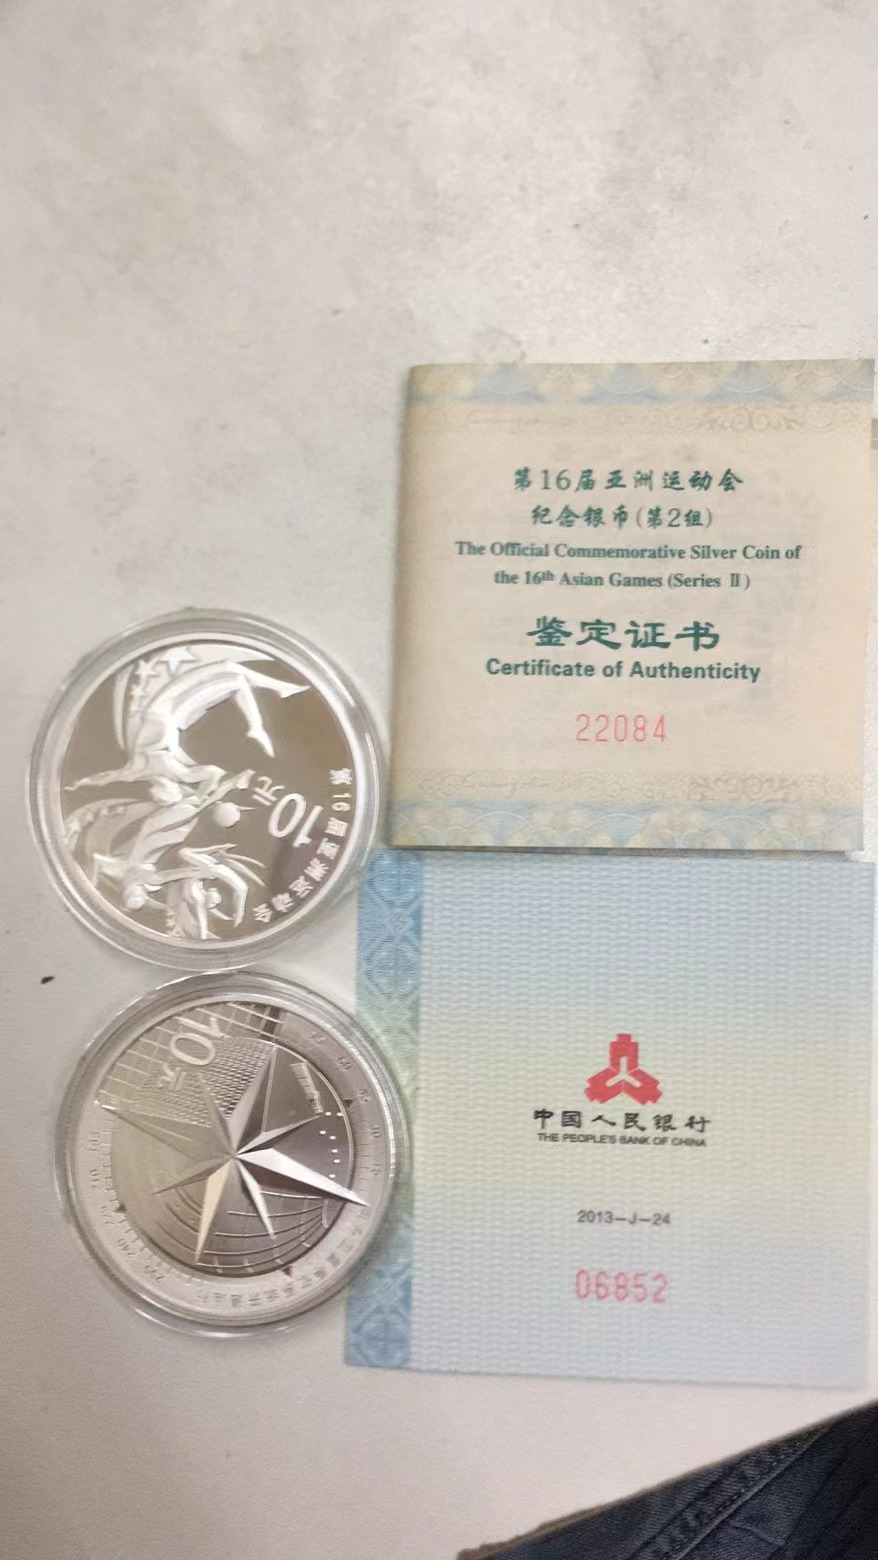 第16届亚洲运动会
纪念银币(第2组)
The Official Commemorative Silver Coin of
the 16th Asian Games (Series Ⅱ)
鉴定证书
Certificate of Authenticity
22084
10元
第16届亚洲运动会
中国人民银行
THE PEOPLE'S BANK OF CHINA
2013-J-24
06852
10元